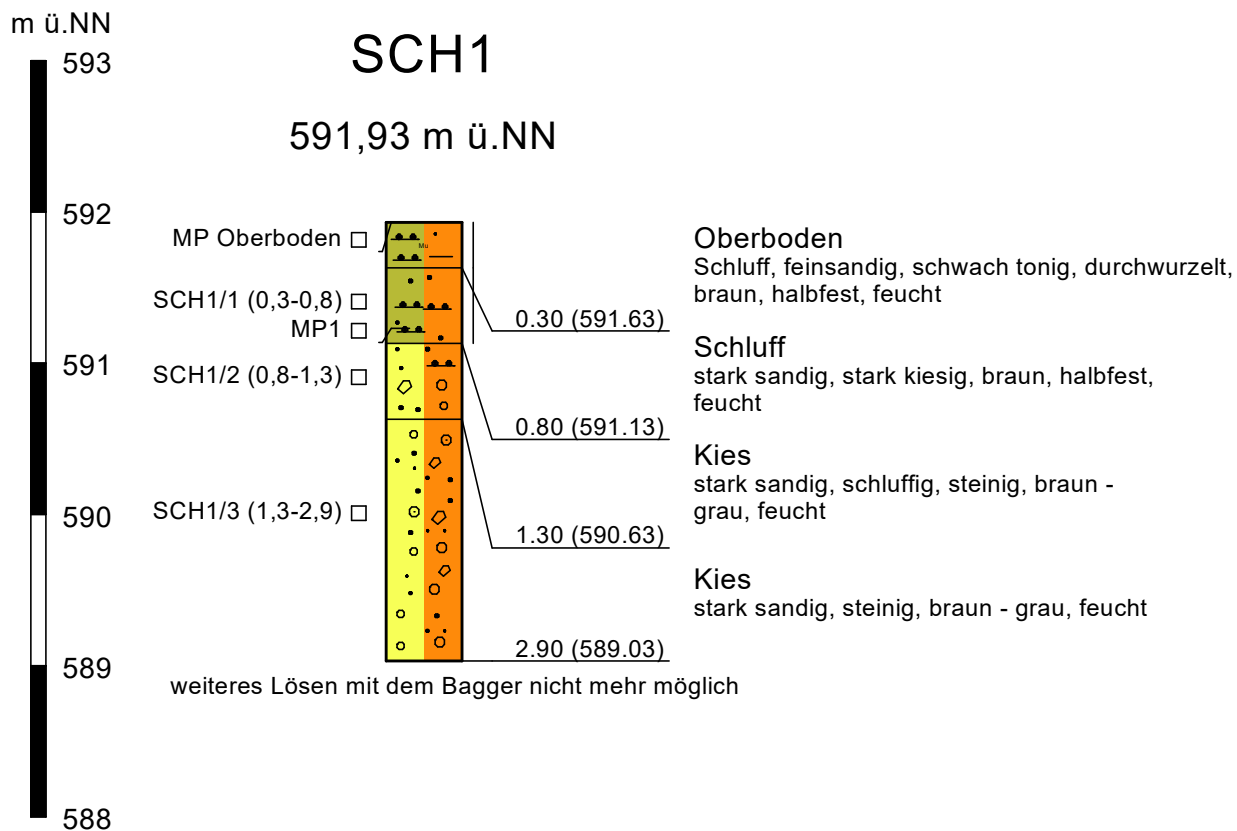 m ü.NN
593
592
591
590
589
588
SCH1
591,93 m ü.NN
MP Oberboden
SCH1/1 (0,3-0,8)
MP1
SCH1/2 (0,8-1,3)
SCH1/3 (1,3-2,9)
Mu
0.30 (591.63)
0.80 (591.13)
1.30 (590.63)
2.90 (589.03)
Oberboden
Schluff, feinsandig, schwach tonig, durchwurzelt,
braun, halbfest, feucht
Schluff
stark sandig, stark kiesig, braun, halbfest,
feucht
Kies
stark sandig, schluffig, steinig, braun -
grau, feucht
Kies
stark sandig, steinig, braun - grau, feucht
weiteres Lösen mit dem Bagger nicht mehr möglich